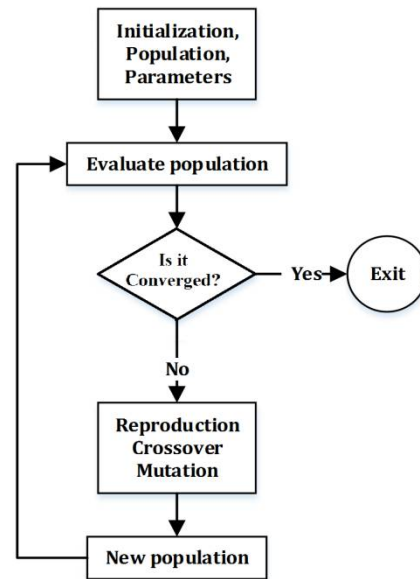 Initialization,
Population,
Parameters
Evaluate population
Is it
Converged?
Yes
Exit
No
Reproduction
Crossover
Mutation
New population